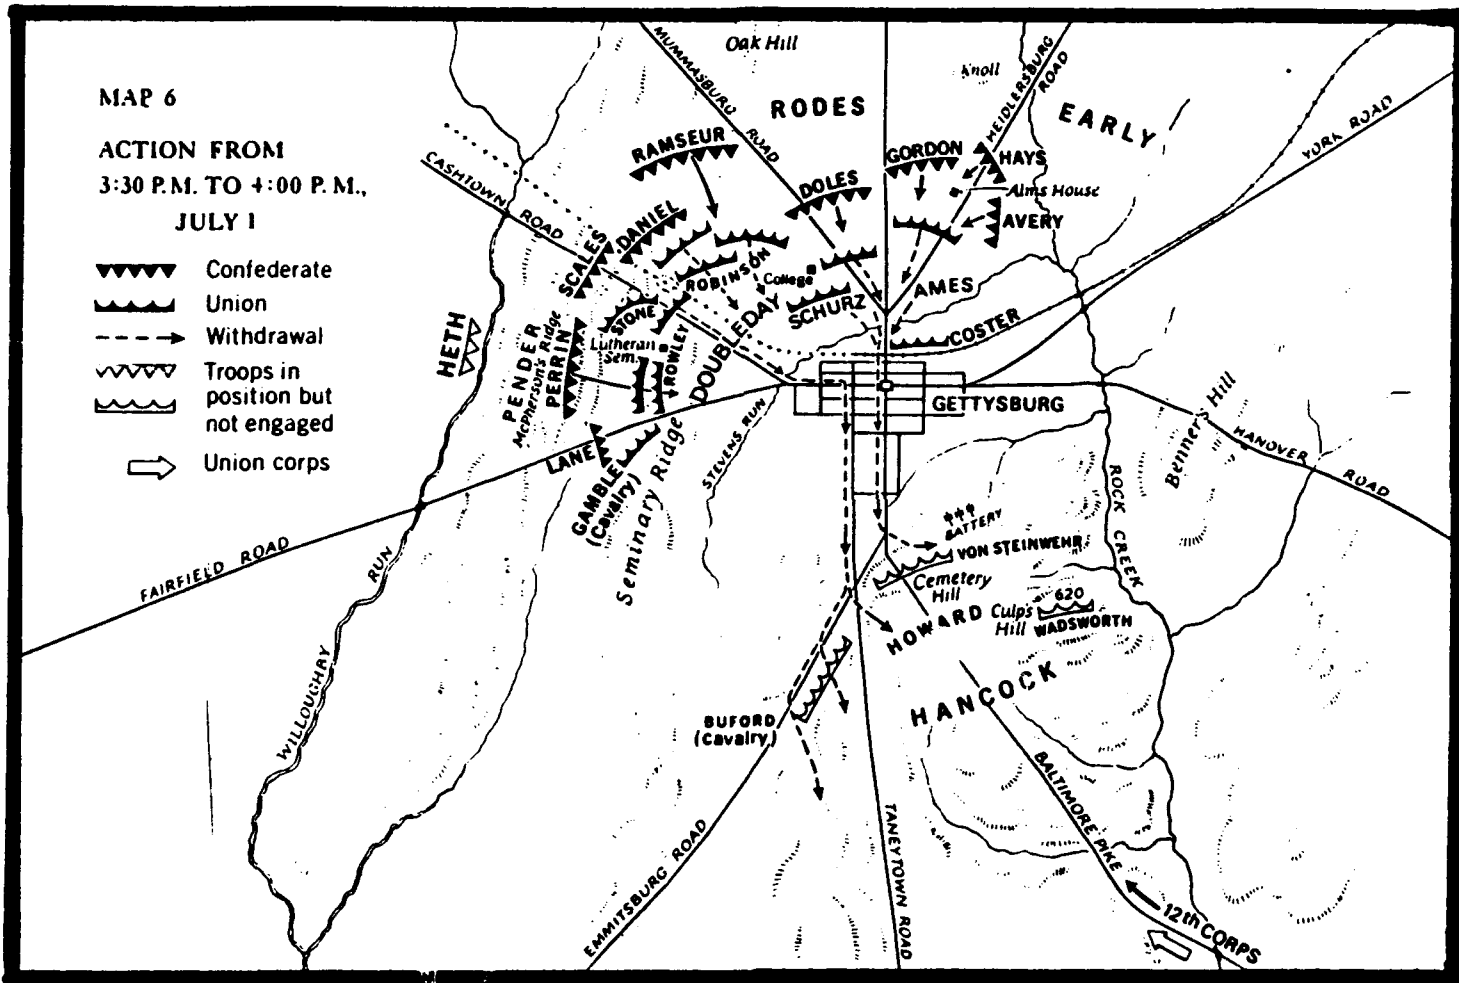 MAP 6
ACTION FROM
3:30 P.M. TO 4:00 P.M.,
JULY 1
Confederate
Union
Withdrawal
Troops in
position but
not engaged
Union corps
Oak Hill
Knoll
MUMMASBURG ROAD
HEIDLERSBURG ROAD
RODES
EARLY
YORK ROAD
RAMSEUR
GORDON
HAYS
CASHTOWN ROAD
DOLES
Alms House
AVERY
DANIEL
SCALES
ROBINSON
College
AMES
SCHURZ
STONE
COSTER
HETH
PENDER
McPherson's Ridge
PERRIN
Lutheran
Sem.
ROWLEY
DOUBLEDAY
GETTYSBURG
STEVENS RUN
Benner's Hill
HANOVER ROAD
LANE
GAMBLE
(Cavalry)
Seminary Ridge
ROCK CREEK
BATTERY
VON STEINWEHR
FAIRFIELD ROAD
Cemetery
Hill
620
Culp's
Hill
WADSWORTH
HOWARD
WILLOUGHRY RUN
HANCOCK
BUFORD
(Cavalry)
BALTIMORE PIKE
EMMITSBURG ROAD
TANEYTOWN ROAD
12th CORPS